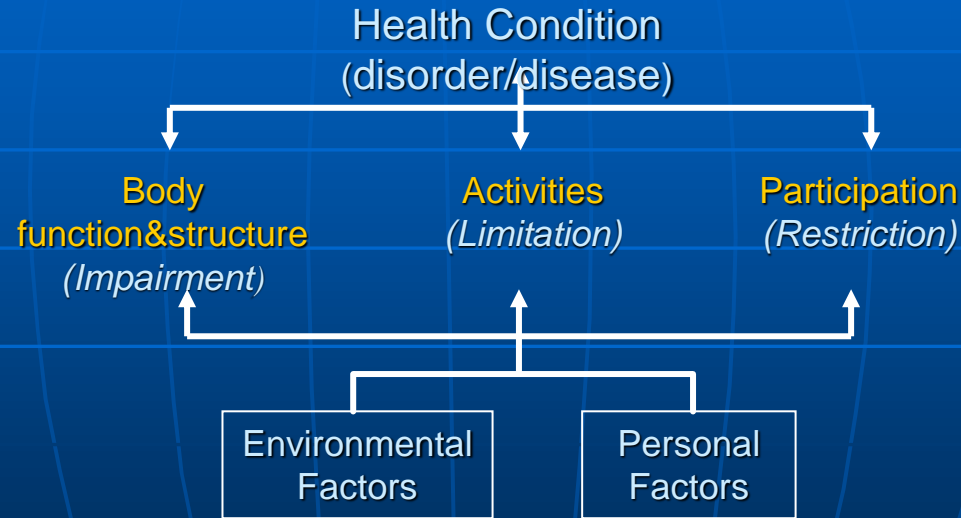 Health Condition
(disorder/disease)
Body
function&structure
(Impairment)
Activities
(Limitation)
Participation
(Restriction)
Environmental
Factors
Personal
Factors